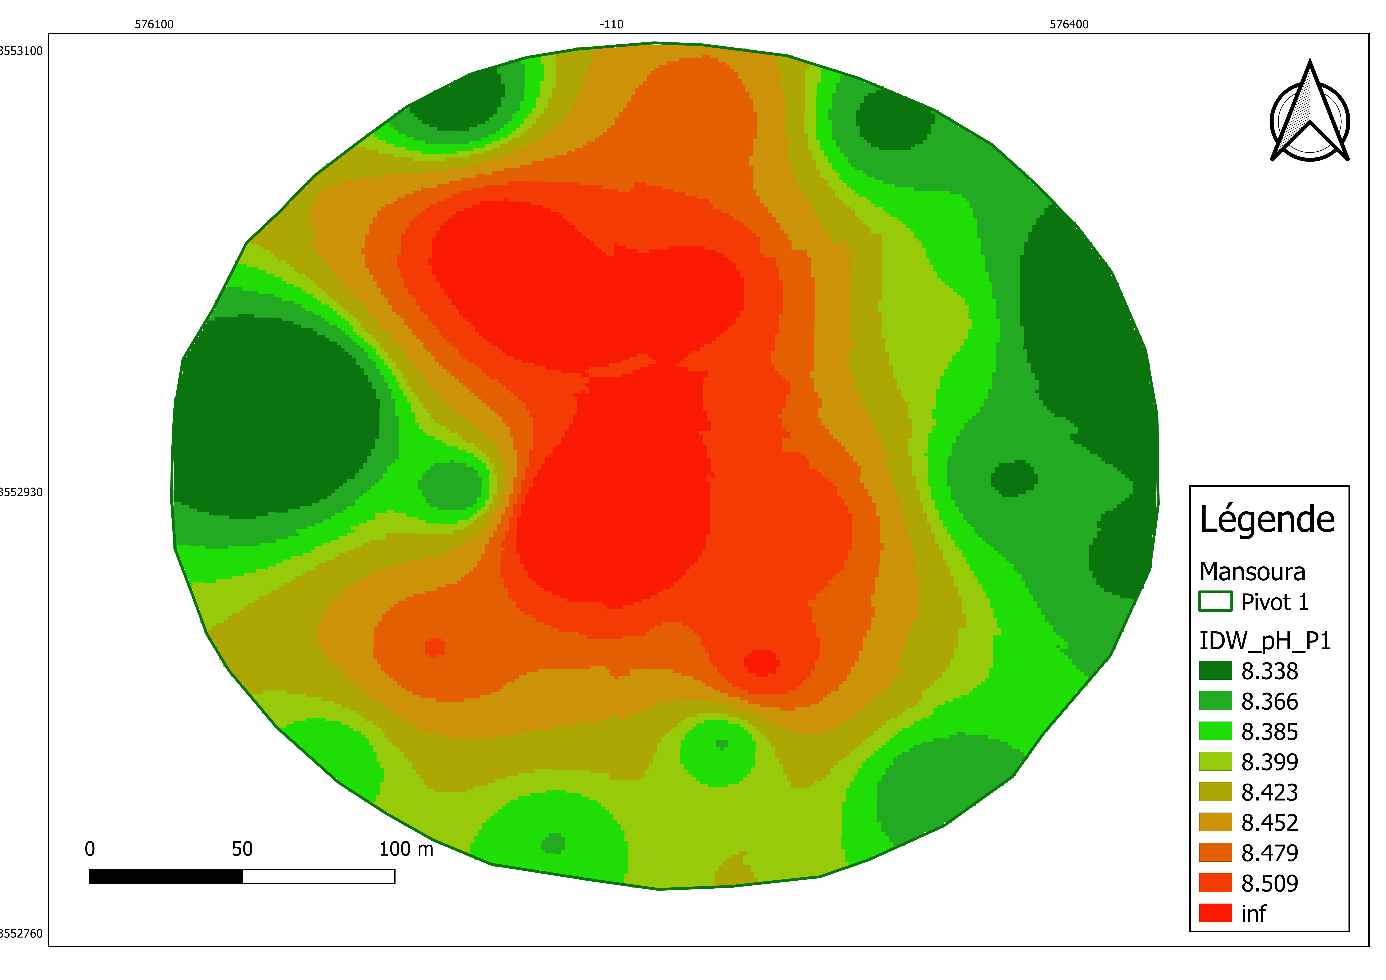 576100 -110 576400
3553100
3552930
3552760
0 50 100 m
Légende
Mansoura
Pivot 1
IDW_pH_P1
8.338
8.366
8.385
8.399
8.423
8.452
8.479
8.509
inf